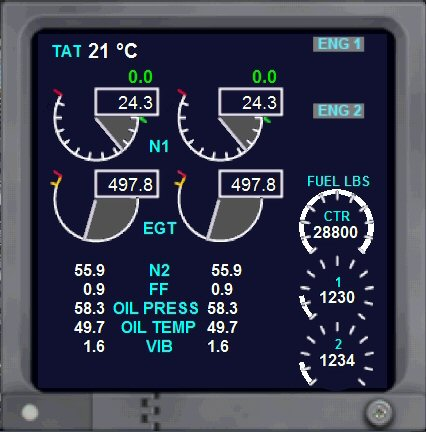 TAT 21 °C
ENG 1
0.0 0.0
24.3 24.3
ENG 2
N1
497.8 497.8
FUEL LBS
CTR
28800
EGT
55.9 N2 55.9
0.9 FF 0.9
58.3 OIL PRESS 58.3
49.7 OIL TEMP 49.7
1.6 VIB 1.6
1
1230
2
1234